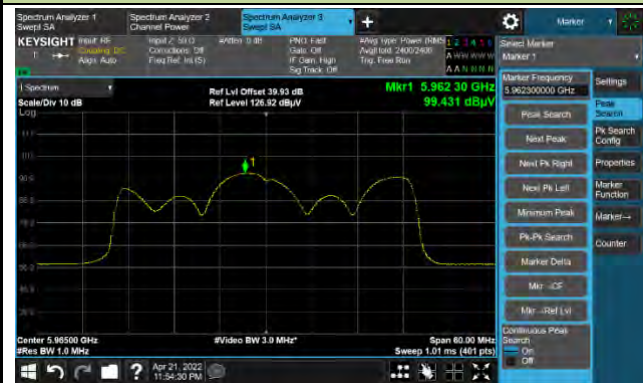 Spectrum Analyzer 1
Swept SA
Spectrum Analyzer 2
Channel Power
Spectrum Analyzer 3
Swept SA
Marker
KEYSIGHT
Input: RF
Coupling: DC
Align: Auto
Input Z: 50 Ω
Corrections: Off
Freq Ref: Int (S)
#Atten: 0 dB
PNO: Fast
Gate: Off
IF Gain: High
Sig Track: Off
#Avg Type: Power (RMS)
Avg|Hold: 2400/2400
Trig: Free Run
1 2 3 4 5 6
A W W W W W
A A N N N N
Select Marker
Marker 1
1 Spectrum
Scale/Div 10 dB
Log
Ref Lvl Offset 39.93 dB
Ref Level 126.92 dBµV
Mkr1 5.962 30 GHz
99.431 dBµV
1
Center 5.96500 GHz
#Res BW 1.0 MHz
#Video BW 3.0 MHz*
Span 60.00 MHz
Sweep 1.01 ms (401 pts)
Marker Frequency
5.962300000 GHz
Peak Search
Next Peak
Next Pk Right
Next Pk Left
Minimum Peak
Pk-Pk Search
Marker Delta
Mkr→CF
Mkr→Ref Lvl
Continuous Peak
Search
On
Off
Settings
Peak
Search
Pk Search
Config
Properties
Marker
Function
Marker→
Counter
Apr 21, 2022
11:54:30 PM